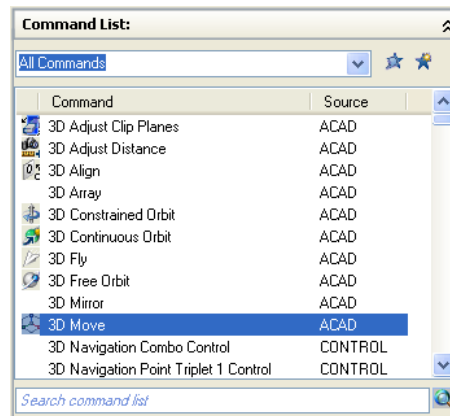 Command List:
All Commands
Command Source
3D Adjust Clip Planes ACAD
3D Adjust Distance ACAD
3D Align ACAD
3D Array ACAD
3D Constrained Orbit ACAD
3D Continuous Orbit ACAD
3D Fly ACAD
3D Free Orbit ACAD
3D Mirror ACAD
3D Move ACAD
3D Navigation Combo Control CONTROL
3D Navigation Point Triplet 1 Control CONTROL
Search command list